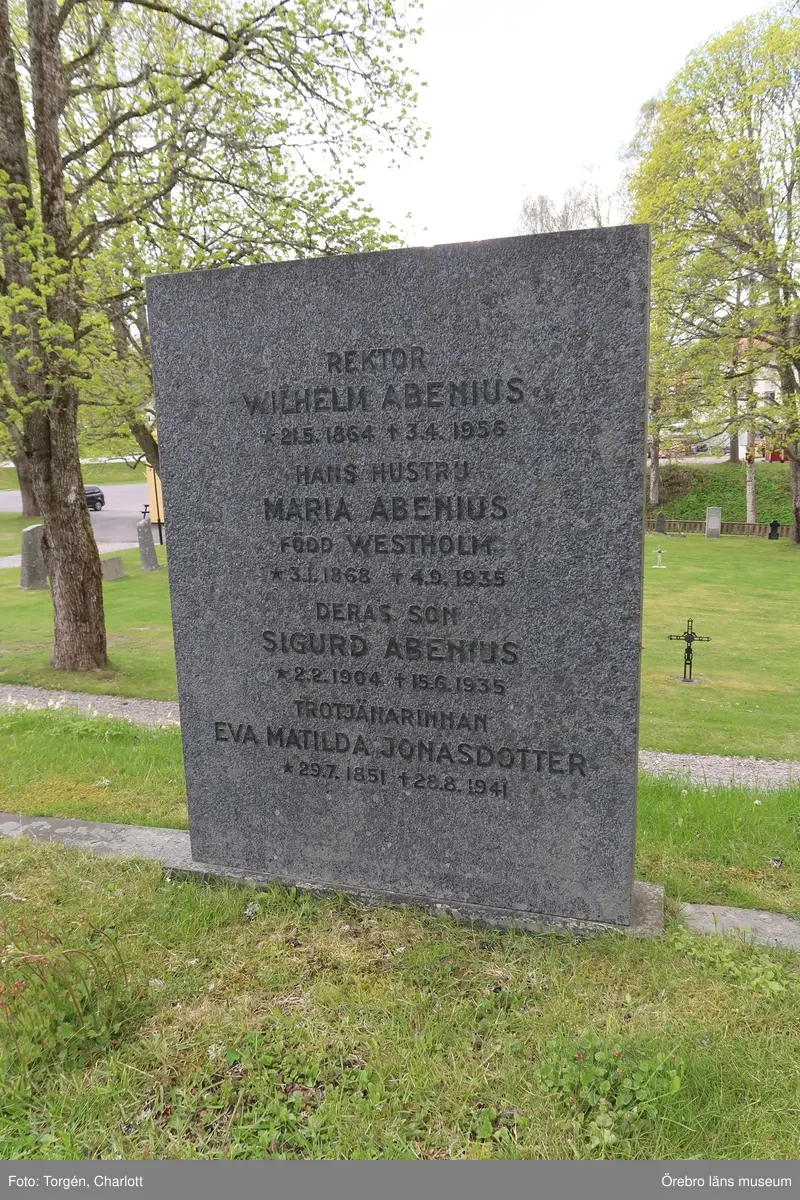 REKTOR
WILHELM ABENIUS
* 21.5. 1864 † 3.4. 1956
HANS HUSTRU
MARIA ABENIUS
FÖDD WESTHOLM
* 3.1. 1868 † 4.9. 1935
DERAS SON
SIGURD ABENIUS
* 2.2. 1904 † 15.6. 1935
TROTJÄNARINNAN
EVA MATILDA JONASDOTTER
* 29.7. 1851 † 28.8. 1941
Foto: Torgén, Charlott
Örebro läns museum